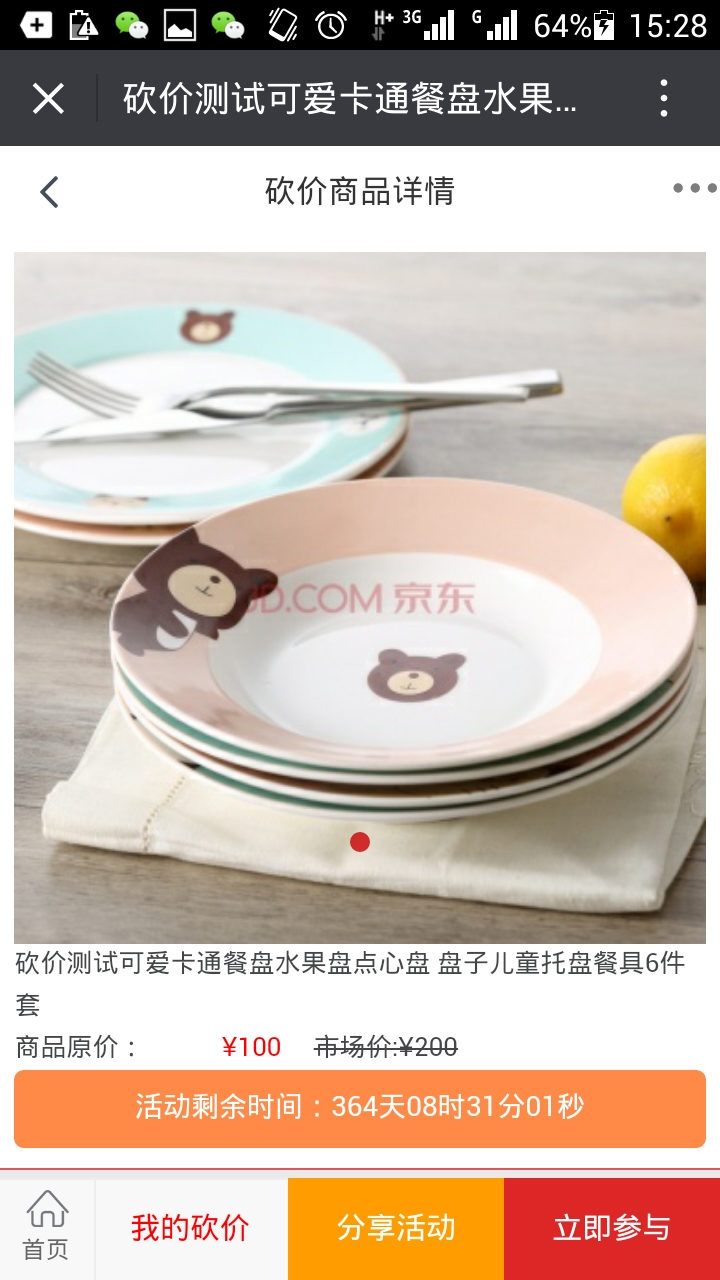 H+ 3G G 64% 15:28
砍价测试可爱卡通餐盘水果...
砍价商品详情
JD.COM 京东
砍价测试可爱卡通餐盘水果盘点心盘 盘子儿童托盘餐具6件
套
商品原价： ¥100 市场价:¥200
活动剩余时间：364天08时31分01秒
首页 我的砍价 分享活动 立即参与